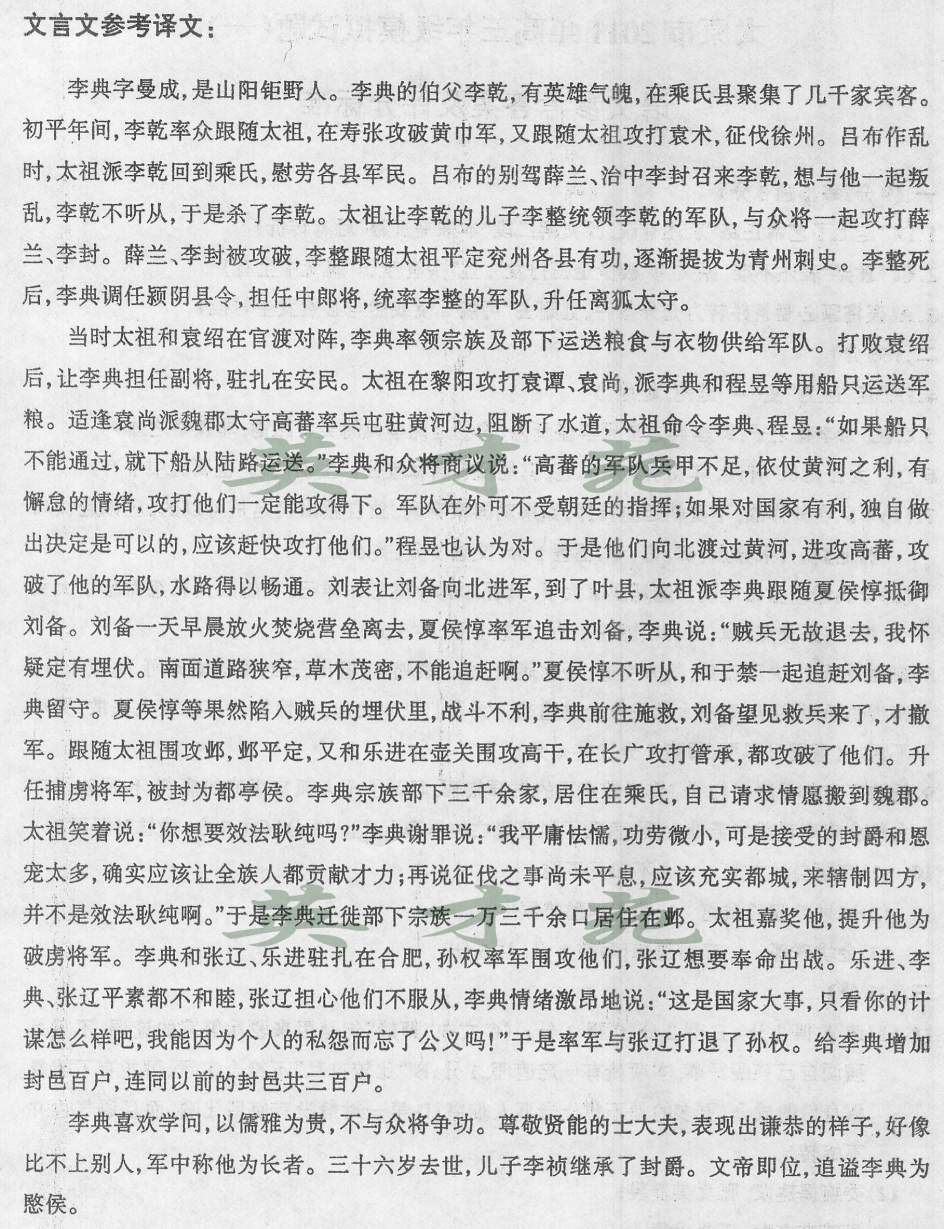 文言文参考译文：
李典字曼成，是山阳钜野人。李典的伯父李乾，有英雄气魄，在乘氏县聚集了几千家宾客。
初平年间，李乾率众跟随太祖，在寿张攻破黄巾军，又跟随太祖攻打袁术，征伐徐州。吕布作乱
时，太祖派李乾回到乘氏，慰劳各县军民。吕布的别驾薛兰、治中李封召来李乾，想与他一起叛
乱，李乾不听从，于是杀了李乾。太祖让李乾的儿子李整统领李乾的军队，与众将一起攻打薛
兰、李封。薛兰、李封被攻破，李整跟随太祖平定兖州各县有功，逐渐提拔为青州刺史。李整死
后，李典调任颍阴县令，担任中郎将，统率李整的军队，升任离狐太守。
当时太祖和袁绍在官渡对阵，李典率领宗族及部下运送粮食与衣物供给军队。打败袁绍
后，让李典担任副将，驻扎在安民。太祖在黎阳攻打袁谭、袁尚，派李典和程昱等用船只运送军
粮。适逢袁尚派魏郡太守高蕃率兵屯驻黄河边，阻断了水道，太祖命令李典、程昱：“如果船只
不能通过，就下船从陆路运送。”李典和众将商议说：“高蕃的军队兵甲不足，依仗黄河之利，有
懈怠的情绪，攻打他们一定能攻得下。军队在外可不受朝廷的指挥；如果对国家有利，独自做
出决定是可以的，应该赶快攻打他们。”程昱也认为对。于是他们向北渡过黄河，进攻高蕃，攻
破了他的军队，水路得以畅通。刘表让刘备向北进军，到了叶县，太祖派李典跟随夏侯惇抵御
刘备。刘备一天早晨放火焚烧营垒离去，夏侯惇率军追击刘备，李典说：“贼兵无故退去，我怀
疑定有埋伏。南面道路狭窄，草木茂密，不能追赶啊。”夏侯惇不听从，和于禁一起追赶刘备，李
典留守。夏侯惇等果然陷入贼兵的埋伏里，战斗不利，李典前往施救，刘备望见救兵来了，才撤
军。跟随太祖围攻邺，邺平定，又和乐进在壶关围攻高干，在长广攻打管承，都攻破了他们。升
任捕虏将军，被封为都亭侯。李典宗族部下三千余家，居住在乘氏，自己请求情愿搬到魏郡。
太祖笑着说：“你想要效法耿纯吗？”李典谢罪说：“我平庸怯懦，功劳微小，可是接受的封爵和恩
宠太多，确实应该让全族人都贡献才力；再说征伐之事尚未平息，应该充实都城，来辖制四方，
并不是效法耿纯啊。”于是李典迁徙部下宗族一万三千余口居住在邺。太祖嘉奖他，提升他为
破虏将军。李典和张辽、乐进驻扎在合肥，孙权率军围攻他们，张辽想要奉命出战。乐进、李
典、张辽平素都不和睦，张辽担心他们不服从，李典情绪激昂地说：“这是国家大事，只看你的计
谋怎么样吧，我能因为个人的私怨而忘了公义吗！”于是率军与张辽打退了孙权。给李典增加
封邑百户，连同以前的封邑共三百户。
李典喜欢学问，以儒雅为贵，不与众将争功。尊敬贤能的士大夫，表现出谦恭的样子，好像
比不上别人，军中称他为长者。三十六岁去世，儿子李祯继承了封爵。文帝即位，追谥李典为
愍侯。